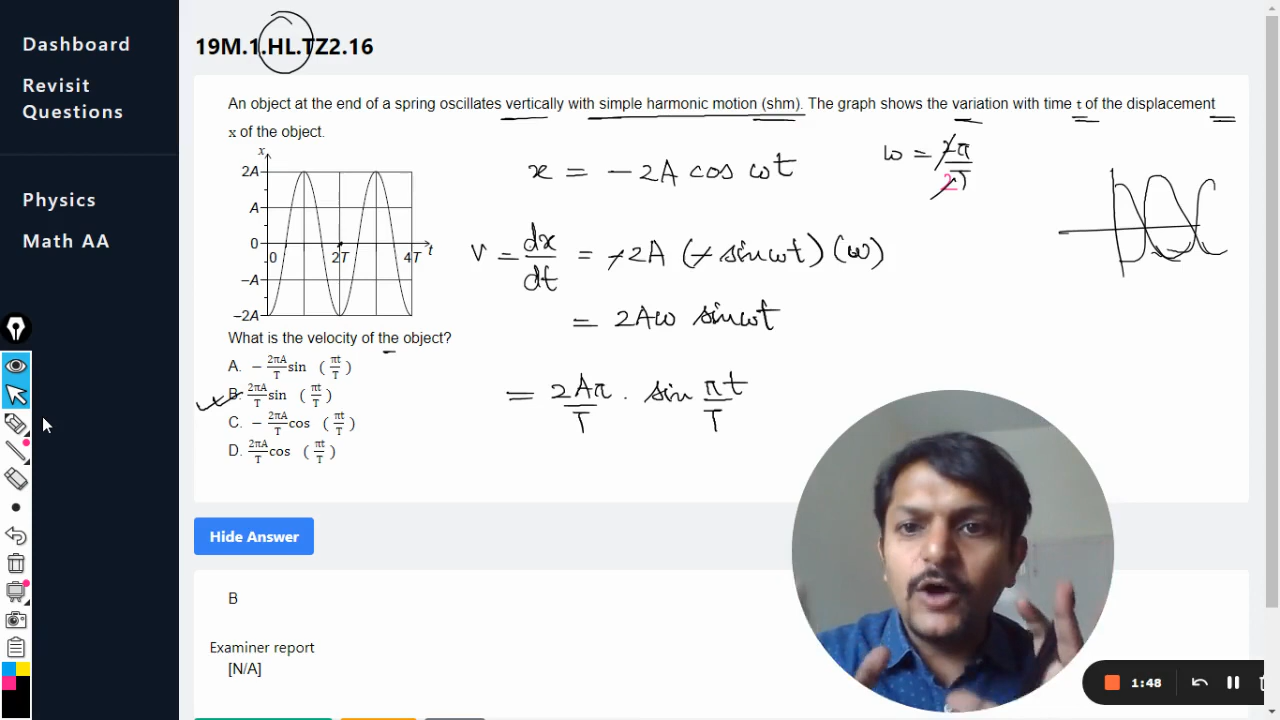 Dashboard
Revisit
Questions
Physics
Math AA
19M.1.HL.TZ2.16
An object at the end of a spring oscillates vertically with simple harmonic motion (shm). The graph shows the variation with time t of the displacement
x of the object.
x
2A
A
0
−A
−2A
0 2T 4T t
x = − 2A cos ωt
ω = 2π / 2T
v = dx/dt = −2A (− sin ωt) (ω)
= 2Aω sin ωt
= 2Aπ/T . sin πt/T
What is the velocity of the object?
A. − 2πA/T sin (πt/T)
B. 2πA/T sin (πt/T)
C. − 2πA/T cos (πt/T)
D. 2πA/T cos (πt/T)
Hide Answer
B
Examiner report
[N/A]
1:48